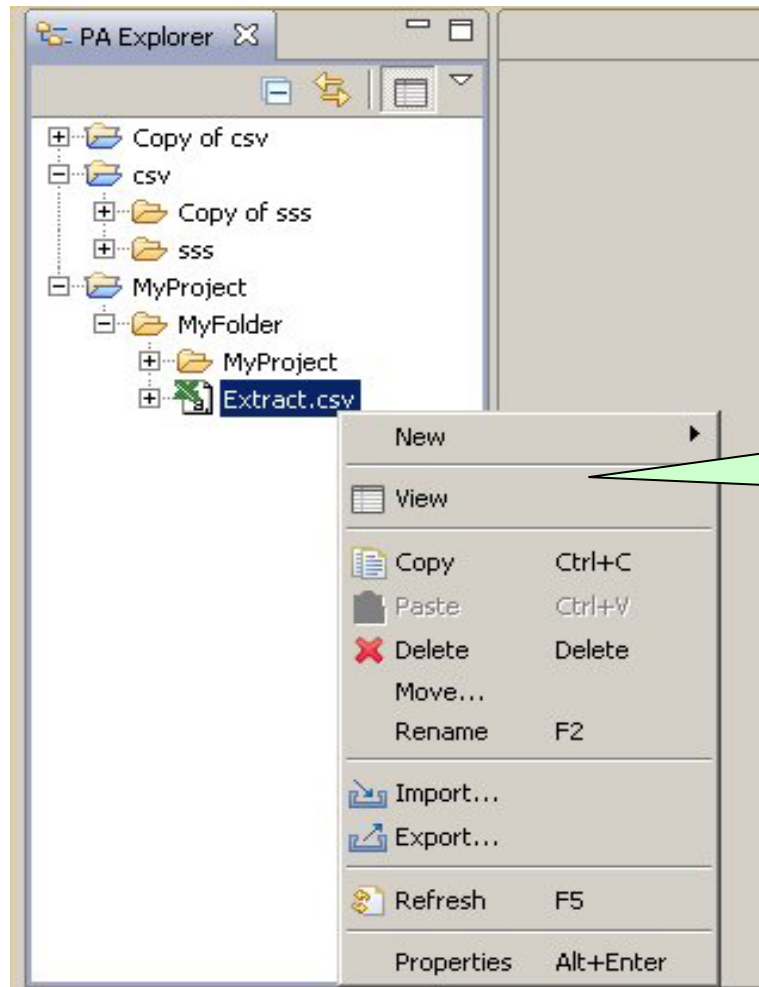 PA Explorer
Copy of csv
csv
Copy of sss
sss
MyProject
MyFolder
MyProject
Extract.csv
New
View
Copy Ctrl+C
Paste Ctrl+V
Delete Delete
Move...
Rename F2
Import...
Export...
Refresh F5
Properties Alt+Enter